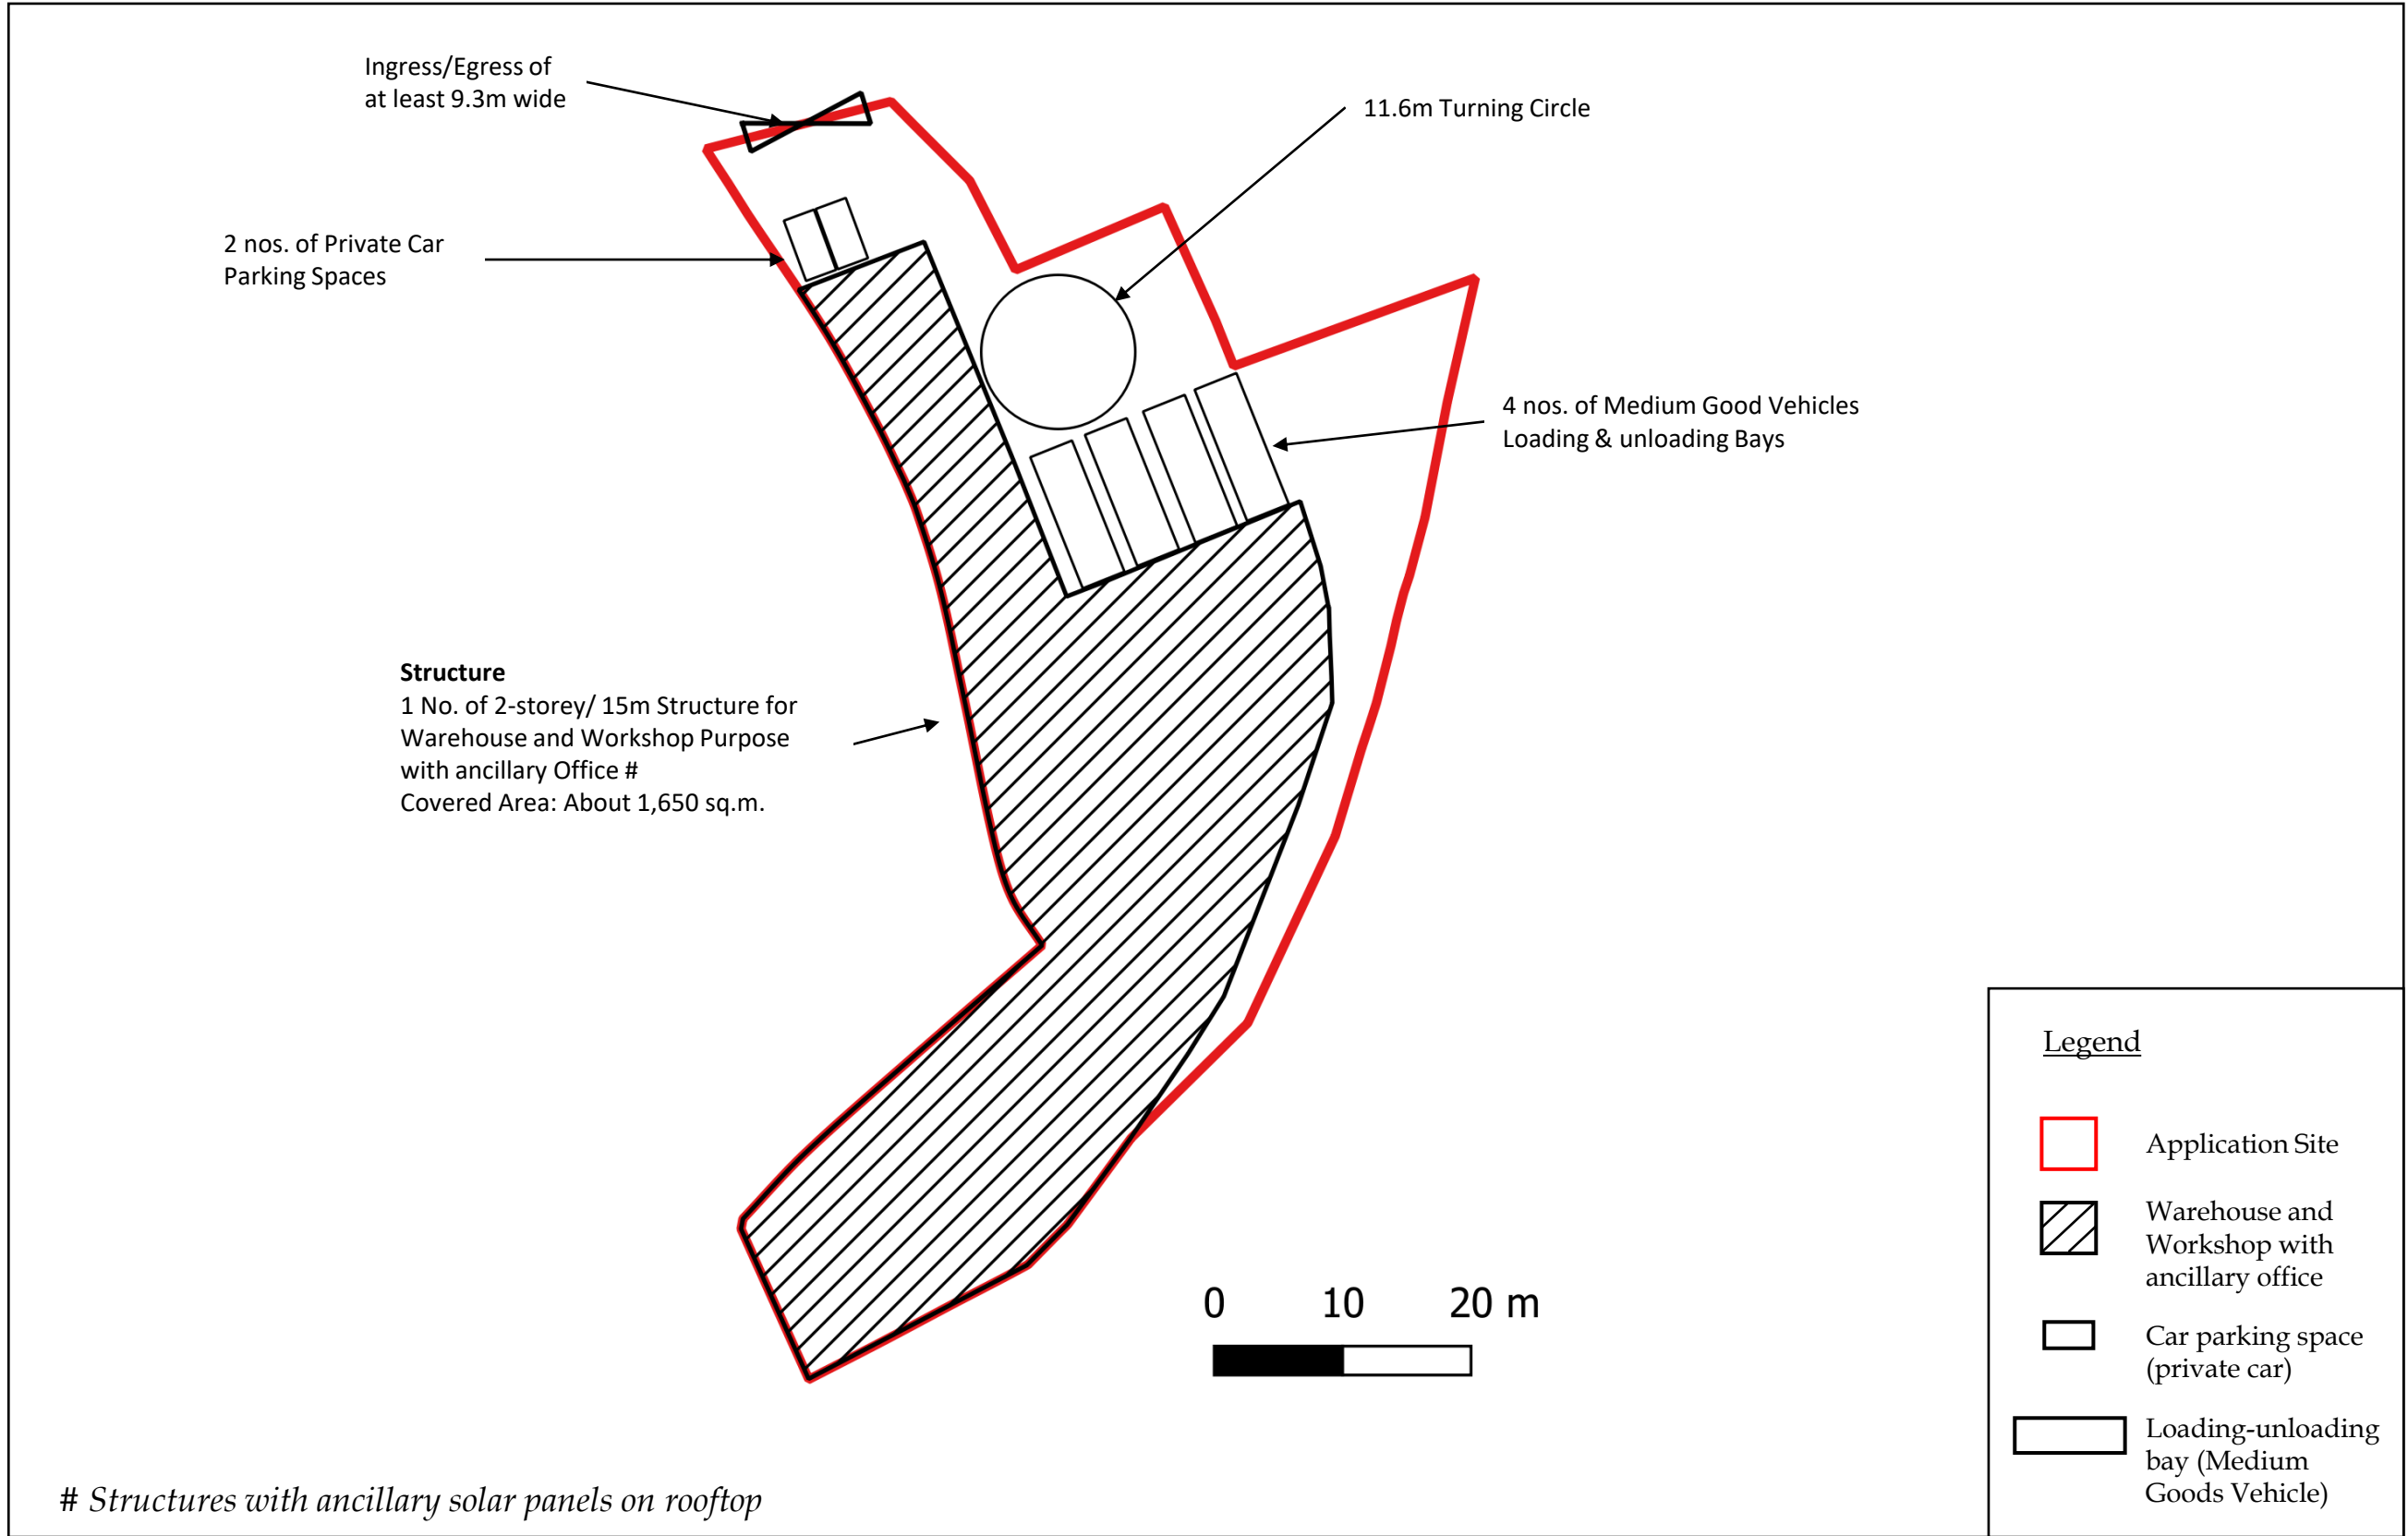 Ingress/Egress of
at least 9.3m wide
11.6m Turning Circle
2 nos. of Private Car
Parking Spaces
4 nos. of Medium Good Vehicles
Loading & unloading Bays
Structure
1 No. of 2-storey/ 15m Structure for
Warehouse and Workshop Purpose
with ancillary Office #
Covered Area: About 1,650 sq.m.
0 10 20 m
Legend
Application Site
Warehouse and
Workshop with
ancillary office
Car parking space
(private car)
Loading-unloading
bay (Medium
Goods Vehicle)
# Structures with ancillary solar panels on rooftop